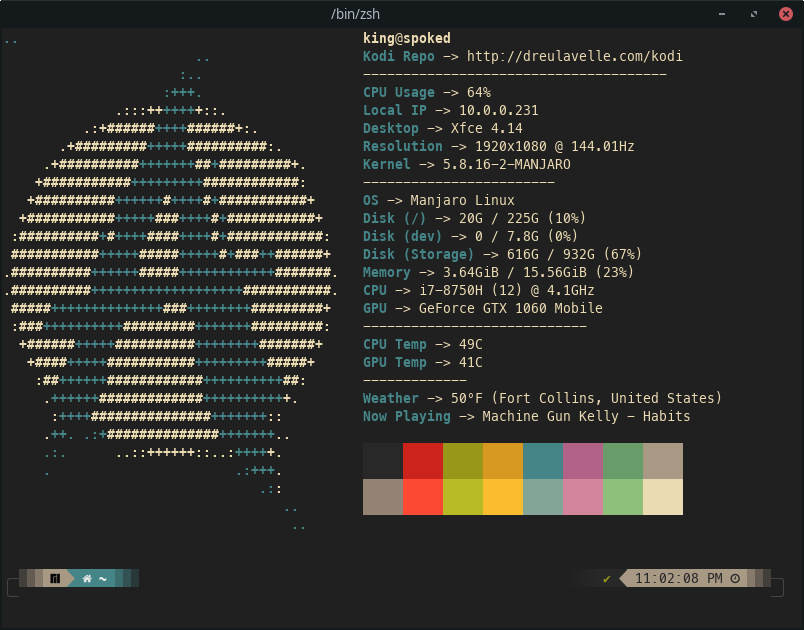 /bin/zsh
king@spoked
Kodi Repo -> http://dreulavelle.com/kodi
--------------------------------------
CPU Usage -> 64%
Local IP -> 10.0.0.231
Desktop -> Xfce 4.14
Resolution -> 1920x1080 @ 144.01Hz
Kernel -> 5.8.16-2-MANJARO
------------------------
OS -> Manjaro Linux
Disk (/) -> 20G / 225G (10%)
Disk (dev) -> 0 / 7.8G (0%)
Disk (Storage) -> 616G / 932G (67%)
Memory -> 3.64GiB / 15.56GiB (23%)
CPU -> i7-8750H (12) @ 4.1GHz
GPU -> GeForce GTX 1060 Mobile
----------------------------
CPU Temp -> 49C
GPU Temp -> 41C
-------------
Weather -> 50°F (Fort Collins, United States)
Now Playing -> Machine Gun Kelly - Habits
~
✔ 11:02:08 PM